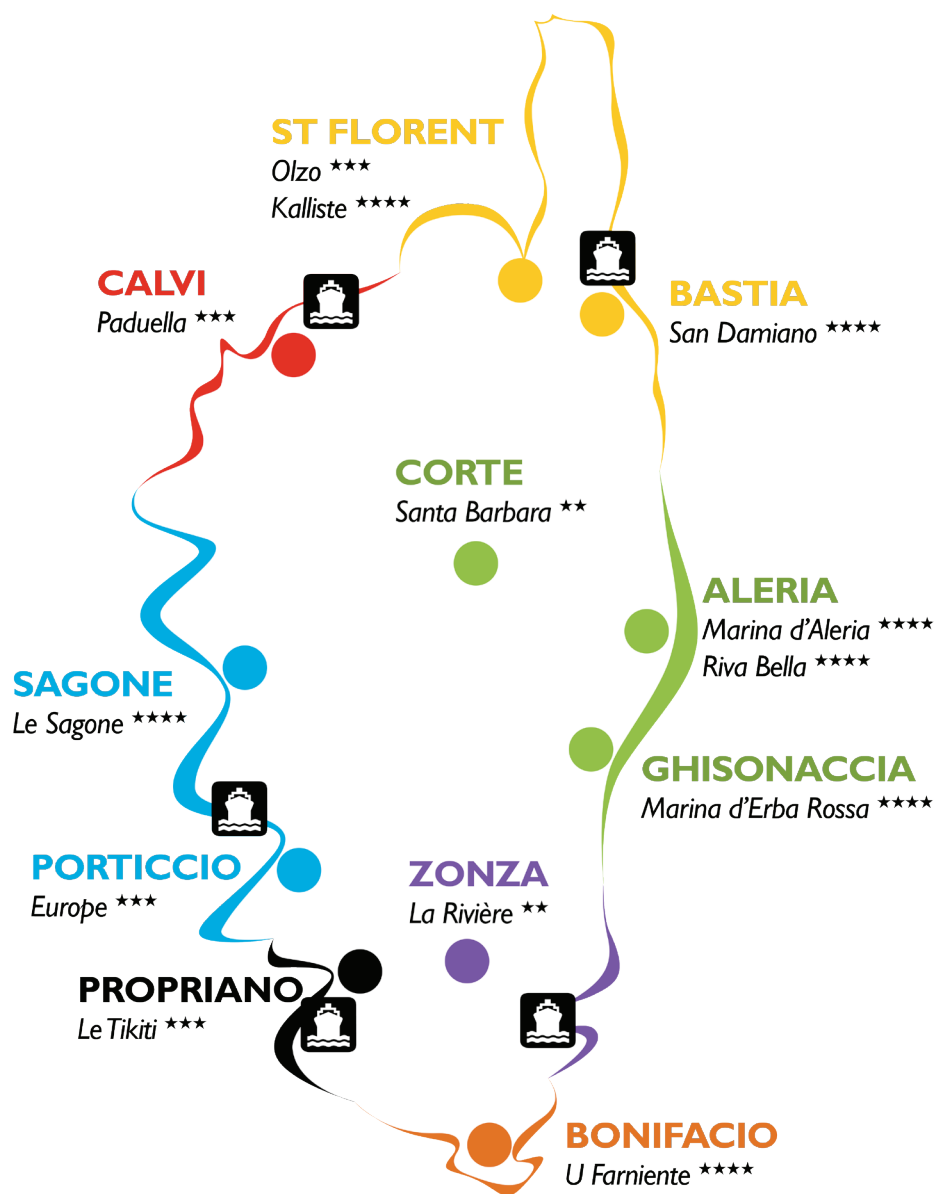 ST FLORENT
Olzo ★★★
Kalliste ★★★★
CALVI
Paduella ★★★
BASTIA
San Damiano ★★★★
CORTE
Santa Barbara ★★
ALERIA
Marina d'Aleria ★★★★
Riva Bella ★★★★
SAGONE
Le Sagone ★★★★
GHISONACCIA
Marina d'Erba Rossa ★★★★
PORTICCIO
Europe ★★★
ZONZA
La Rivière ★★
PROPRIANO
Le Tikiti ★★★
BONIFACIO
U Farniente ★★★★